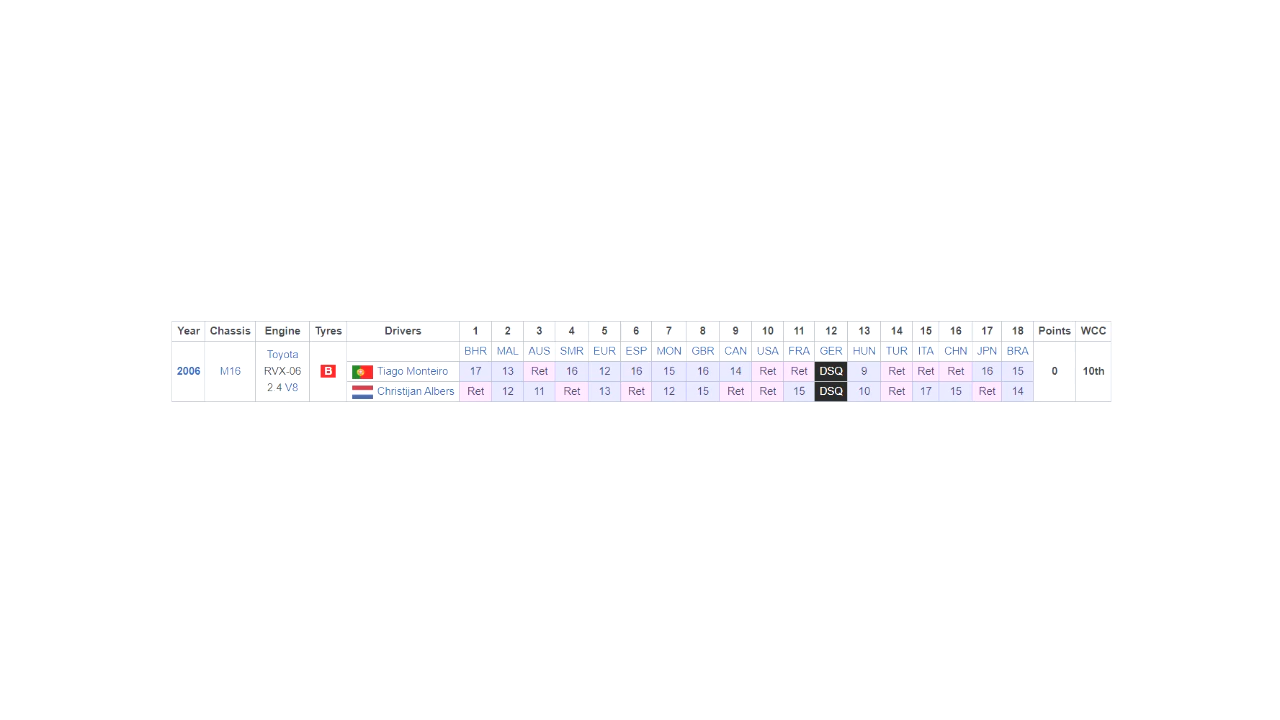 Year Chassis Engine Tyres Drivers 1 2 3 4 5 6 7 8 9 10 11 12 13 14 15 16 17 18 Points WCC
2006 M16 Toyota RVX-06 2.4 V8 B BHR MAL AUS SMR EUR ESP MON GBR CAN USA FRA GER HUN TUR ITA CHN JPN BRA 0 10th
Tiago Monteiro 17 13 Ret 16 12 16 15 16 14 Ret Ret DSQ 9 Ret Ret Ret 16 15
Christijan Albers Ret 12 11 Ret 13 Ret 12 15 Ret Ret 15 DSQ 10 Ret 17 15 Ret 14